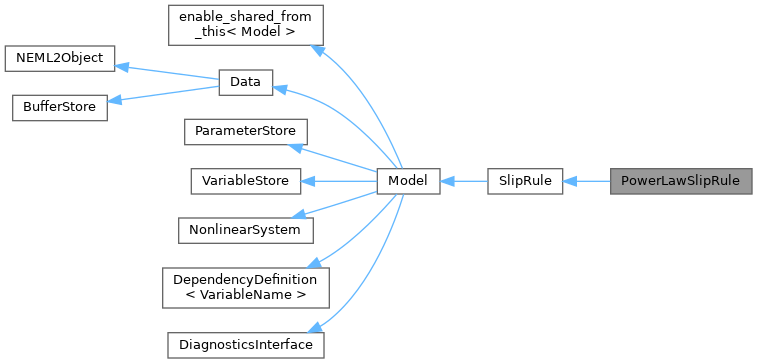 enable_shared_from
_this< Model >
NEML2Object
Data
BufferStore
ParameterStore
VariableStore
Model
SlipRule
PowerLawSlipRule
NonlinearSystem
DependencyDefinition
< VariableName >
DiagnosticsInterface